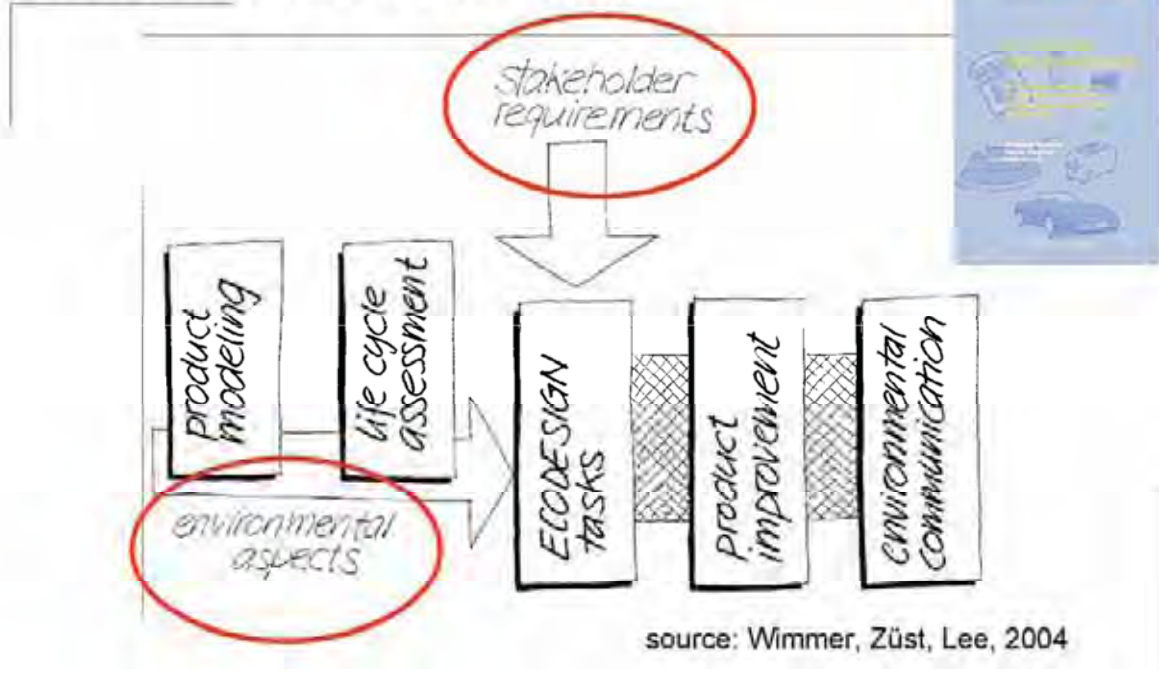 stakeholder
requirements
product
modeling
life cycle
assessment
ECODESIGN
tasks
product
improvement
environmental
communication
environmental
aspects
source: Wimmer, Züst, Lee, 2004